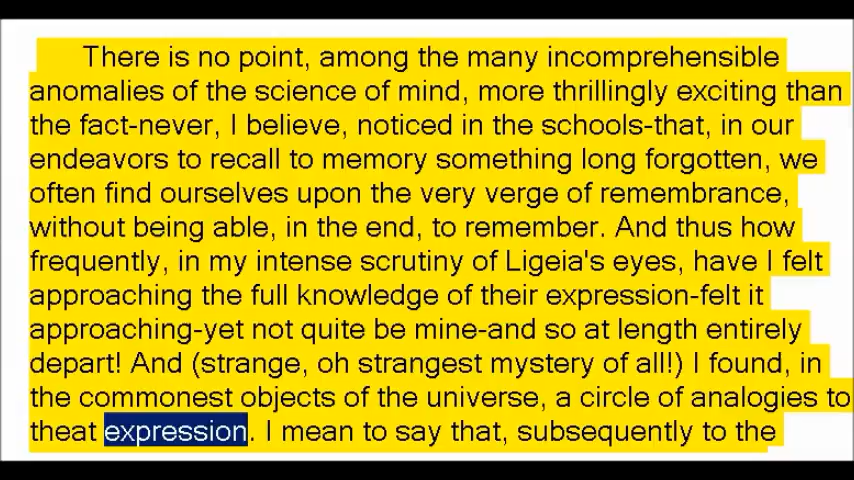 There is no point, among the many incomprehensible
anomalies of the science of mind, more thrillingly exciting than
the fact-never, I believe, noticed in the schools-that, in our
endeavors to recall to memory something long forgotten, we
often find ourselves upon the very verge of remembrance,
without being able, in the end, to remember. And thus how
frequently, in my intense scrutiny of Ligeia's eyes, have I felt
approaching the full knowledge of their expression-felt it
approaching-yet not quite be mine-and so at length entirely
depart! And (strange, oh strangest mystery of all!) I found, in
the commonest objects of the universe, a circle of analogies to
theat expression. I mean to say that, subsequently to the